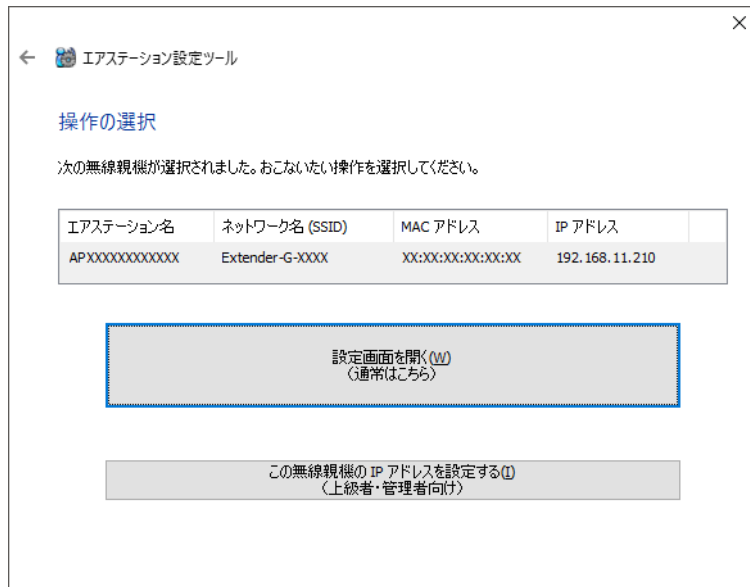 エアステーション設定ツール
操作の選択
次の無線親機が選択されました。おこないたい操作を選択してください。
エアステーション名 ネットワーク名 (SSID) MAC アドレス IP アドレス
APXXXXXXXXXXXX Extender-G-XXXX XX:XX:XX:XX:XX:XX 192.168.11.210
設定画面を開く(W)
(通常はこちら)
この無線親機の IP アドレスを設定する(I)
(上級者・管理者向け)